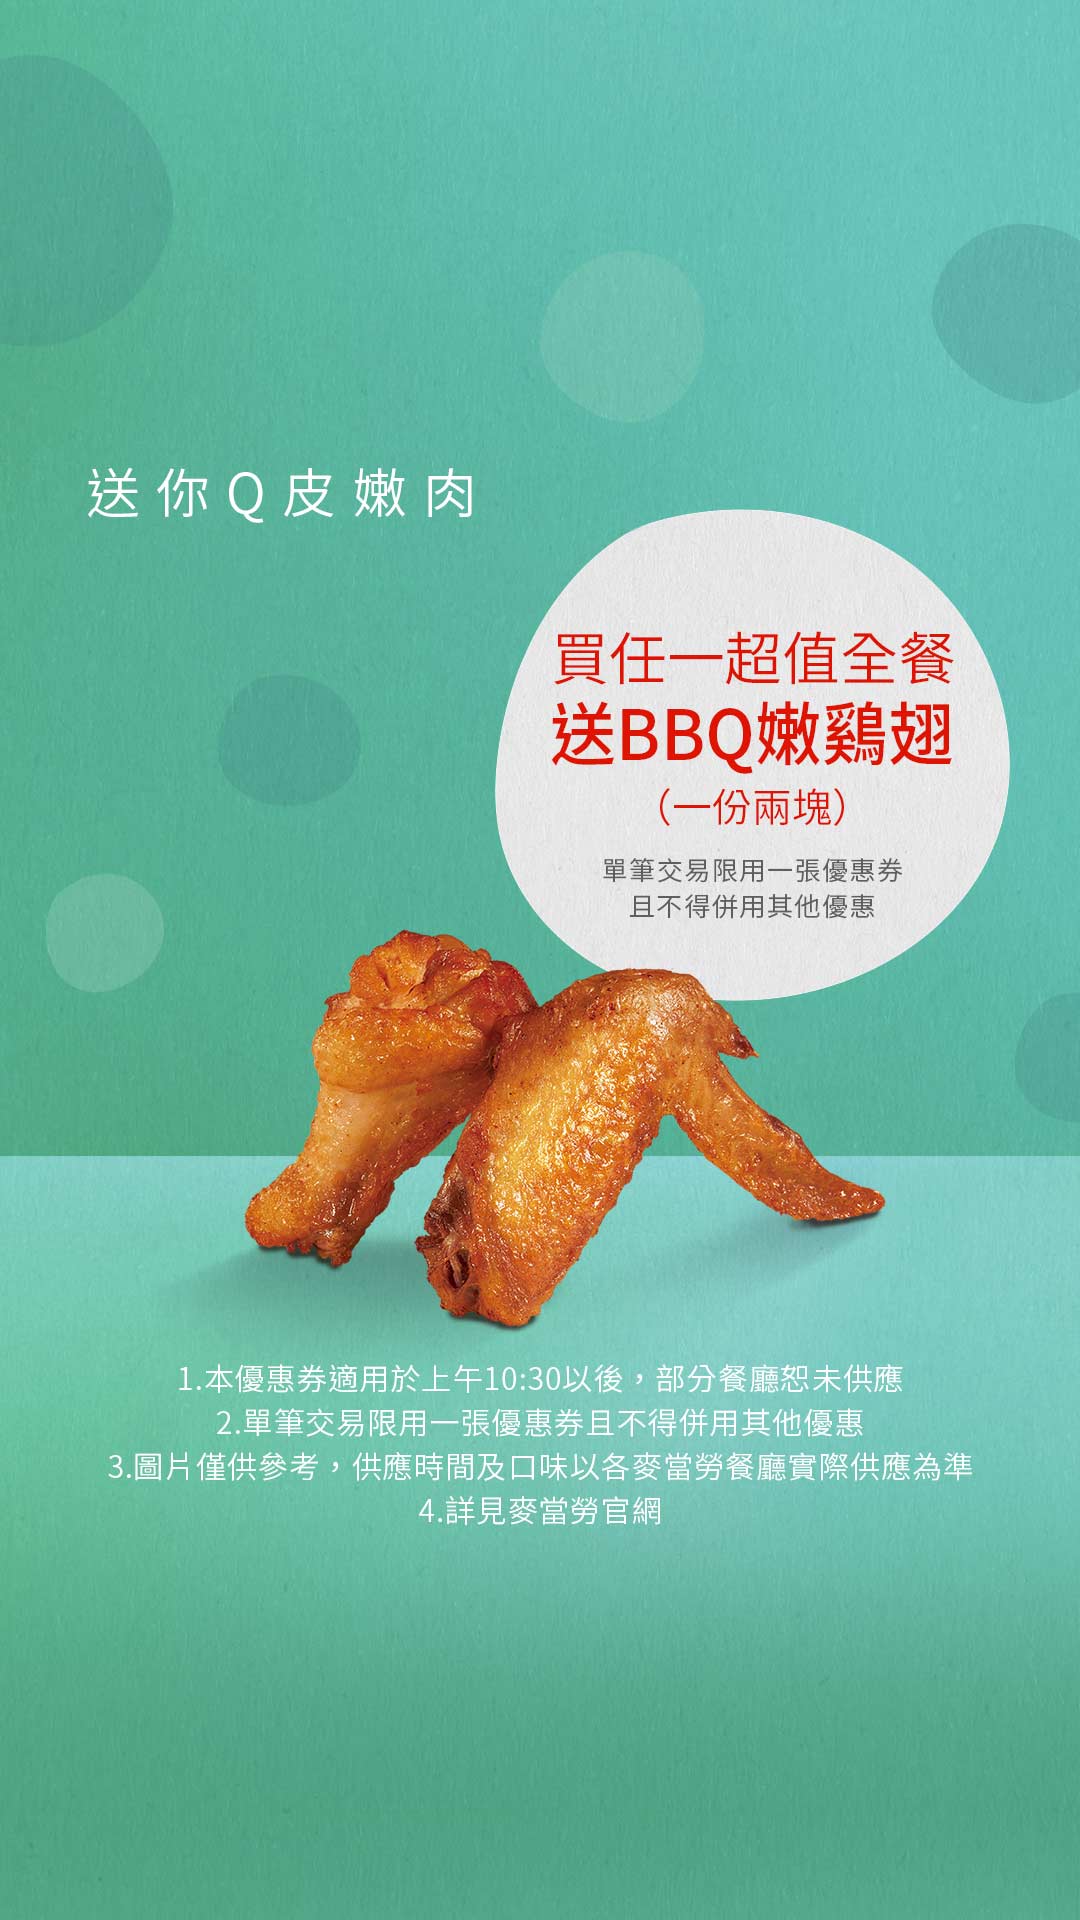 送你Q皮嫩肉
買任一超值全餐
送BBQ嫩鷄翅
（一份兩塊）
單筆交易限用一張優惠券
且不得併用其他優惠
1.本優惠券適用於上午10:30以後，部分餐廳恕未供應
2.單筆交易限用一張優惠券且不得併用其他優惠
3.圖片僅供參考，供應時間及口味以各麥當勞餐廳實際供應為準
4.詳見麥當勞官網